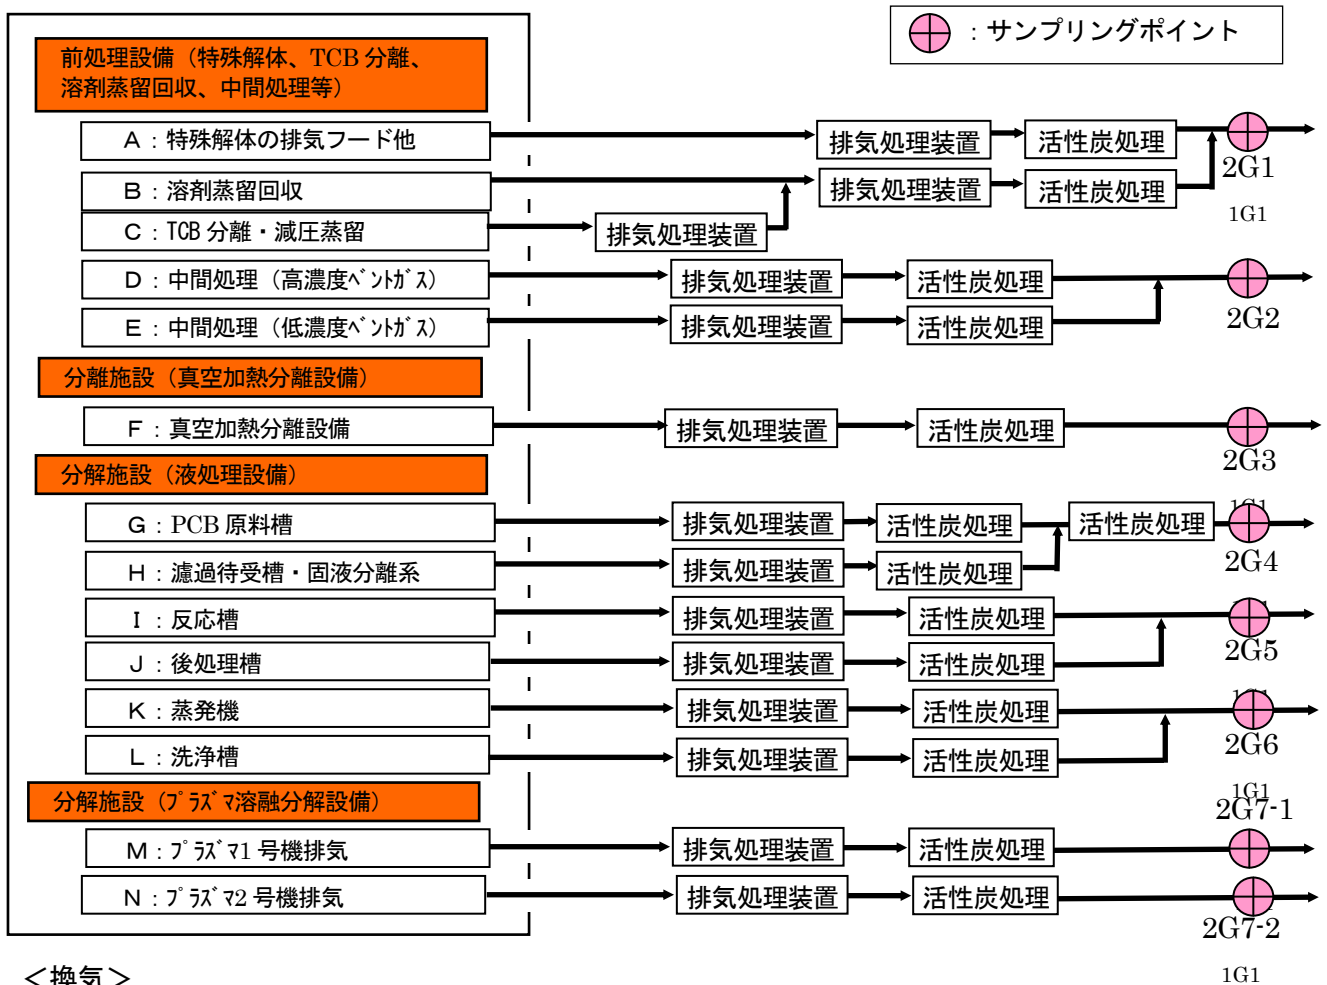 ：サンプリングポイント
前処理設備（特殊解体、TCB 分離、
溶剤蒸留回収、中間処理等）
A：特殊解体の排気フード他
排気処理装置
活性炭処理
2G1
B：溶剤蒸留回収
排気処理装置
活性炭処理
1G1
C：TCB 分離・減圧蒸留
排気処理装置
D：中間処理（高濃度ﾍﾞﾝﾄｶﾞｽ）
排気処理装置
活性炭処理
2G2
E：中間処理（低濃度ﾍﾞﾝﾄｶﾞｽ）
排気処理装置
活性炭処理
分離施設（真空加熱分離設備）
F：真空加熱分離設備
排気処理装置
活性炭処理
2G3
分解施設（液処理設備）
1G1
G：PCB 原料槽
排気処理装置
活性炭処理
活性炭処理
2G4
H：濾過待受槽・固液分離系
排気処理装置
活性炭処理
I：反応槽
排気処理装置
活性炭処理
2G5
J：後処理槽
排気処理装置
活性炭処理
1G1
K：蒸発機
排気処理装置
活性炭処理
2G6
L：洗浄槽
排気処理装置
活性炭処理
1G1
分解施設（ﾌﾟﾗｽﾞﾏ溶融分解設備）
2G7-1
M：ﾌﾟﾗｽﾞﾏ1 号機排気
排気処理装置
活性炭処理
N：ﾌﾟﾗｽﾞﾏ2 号機排気
排気処理装置
活性炭処理
2G7-2
1G1
＜換気＞